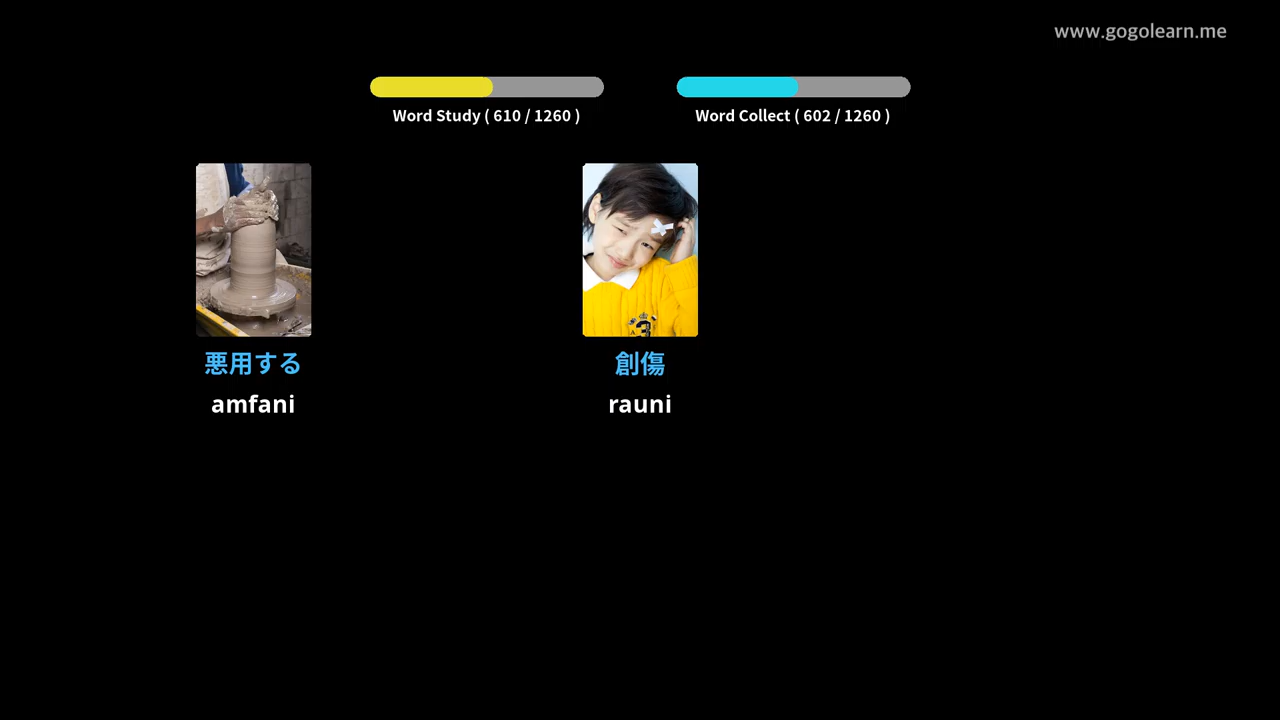 www.gogolearn.me
Word Study ( 610 / 1260 )
Word Collect ( 602 / 1260 )
3
悪用する
創傷
amfani
rauni